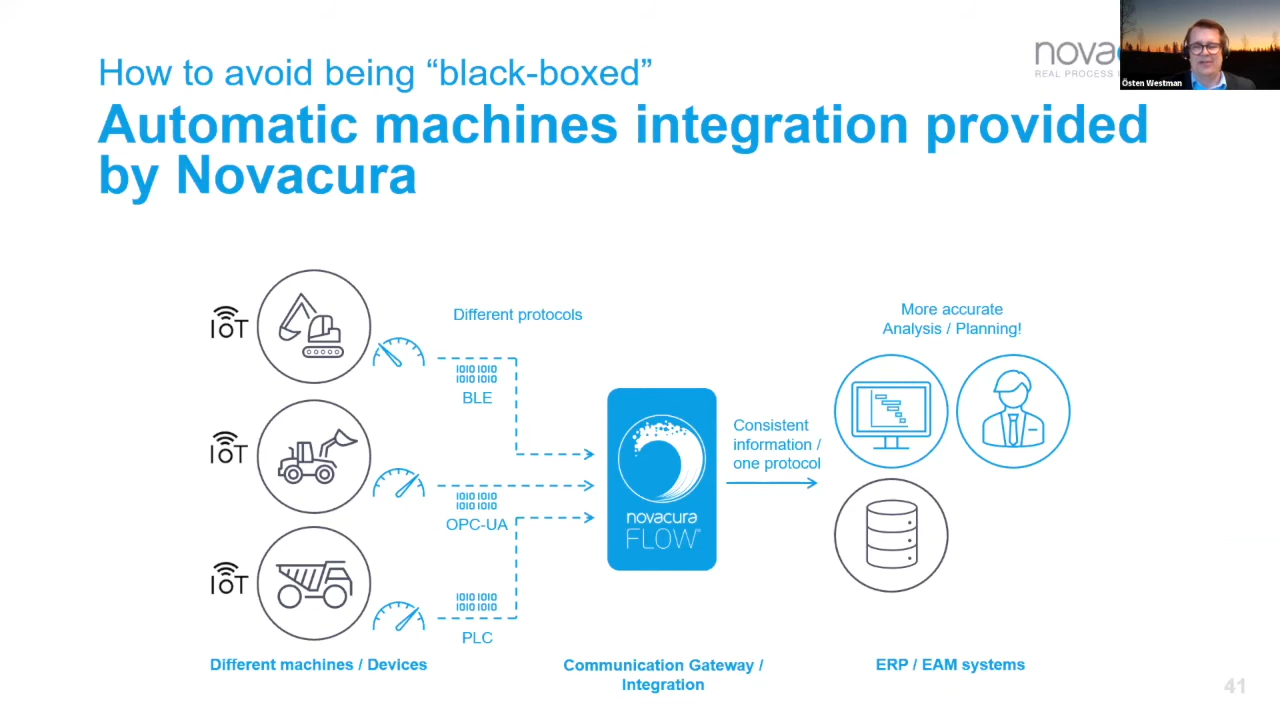 How to avoid being “black-boxed”
Automatic machines integration provided
by Novacura
REAL PROCESS
Östen Westman
IoT
IoT
IoT
Different protocols
1010 1010
1010 1010
BLE
1010 1010
1010 1010
OPC-UA
1010 1010
1010 1010
PLC
novacura
FLOW
Consistent
information /
one protocol
More accurate
Analysis / Planning!
Different machines / Devices
Communication Gateway /
Integration
ERP / EAM systems
41